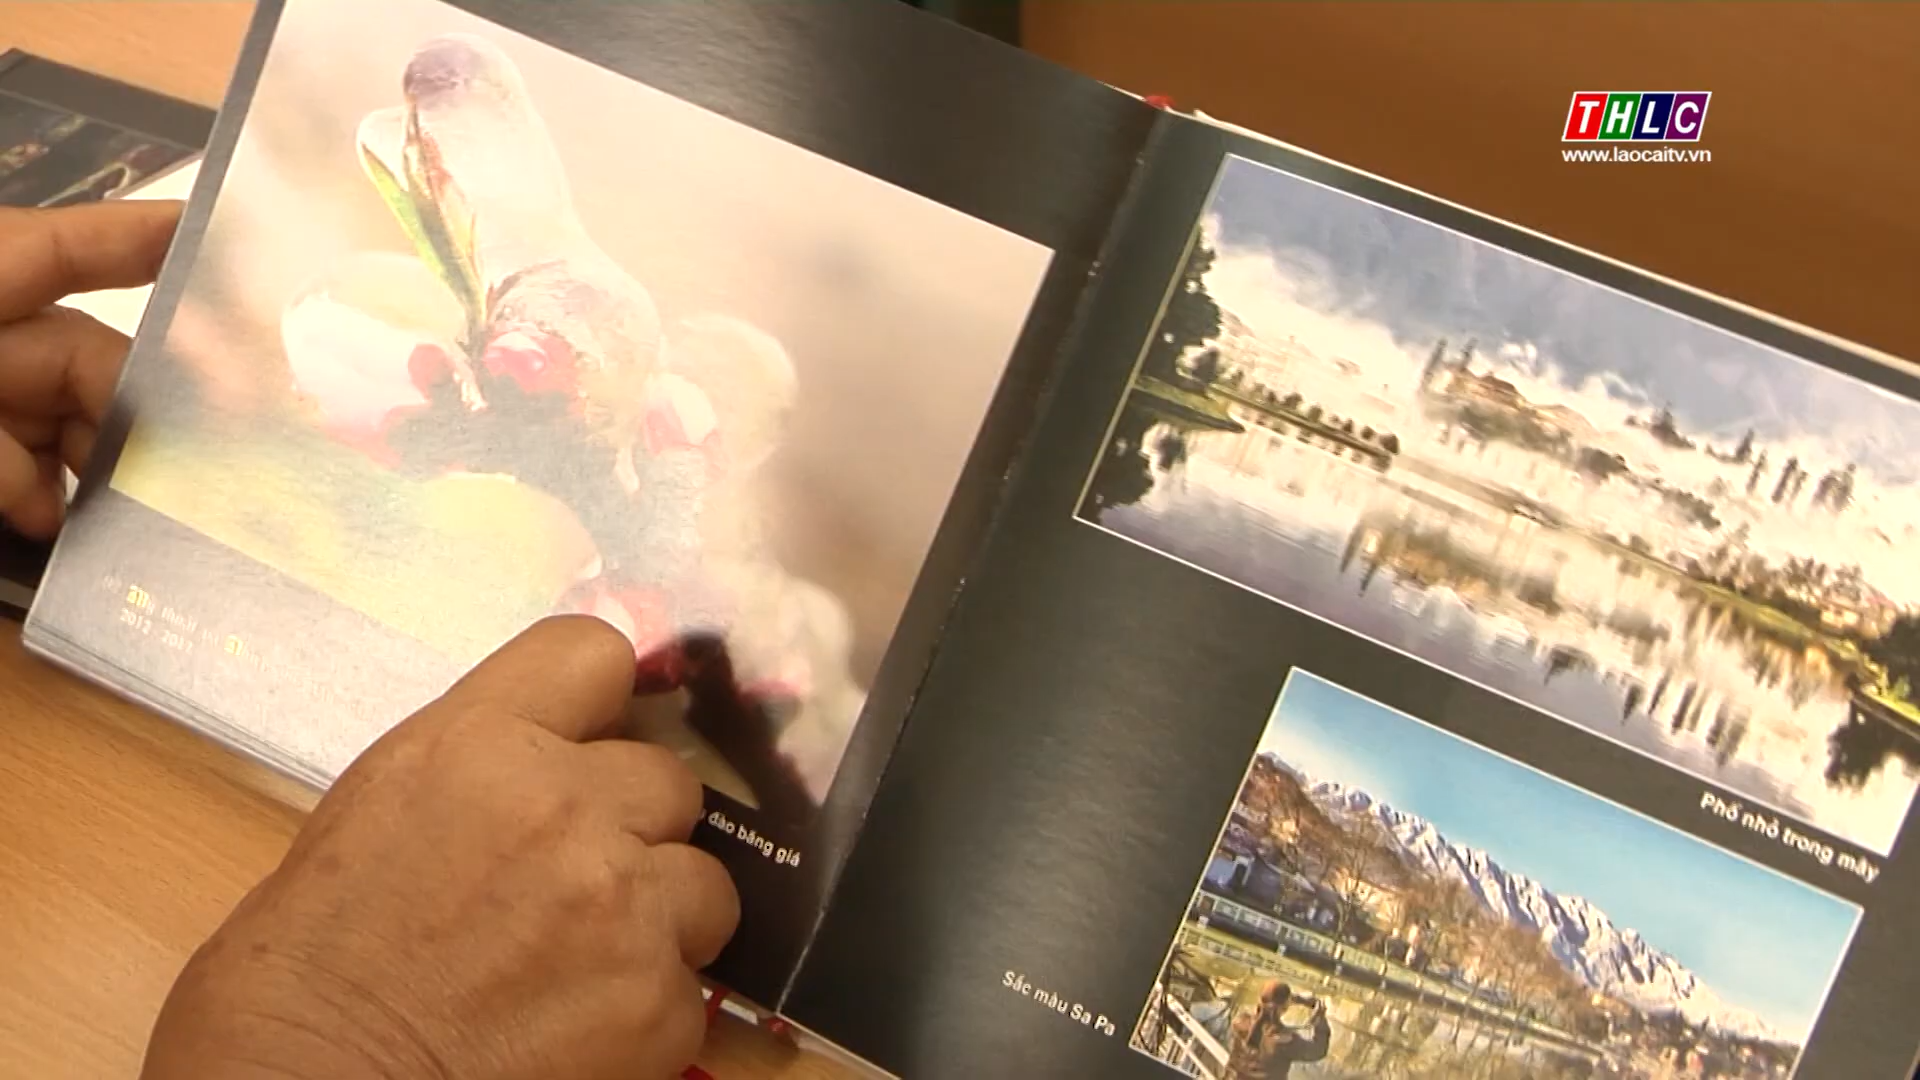 THLC
www.laocaitv.vn
2012 - 2017
đào băng giá
Phố nhỏ trong mây
Sắc màu Sa Pa